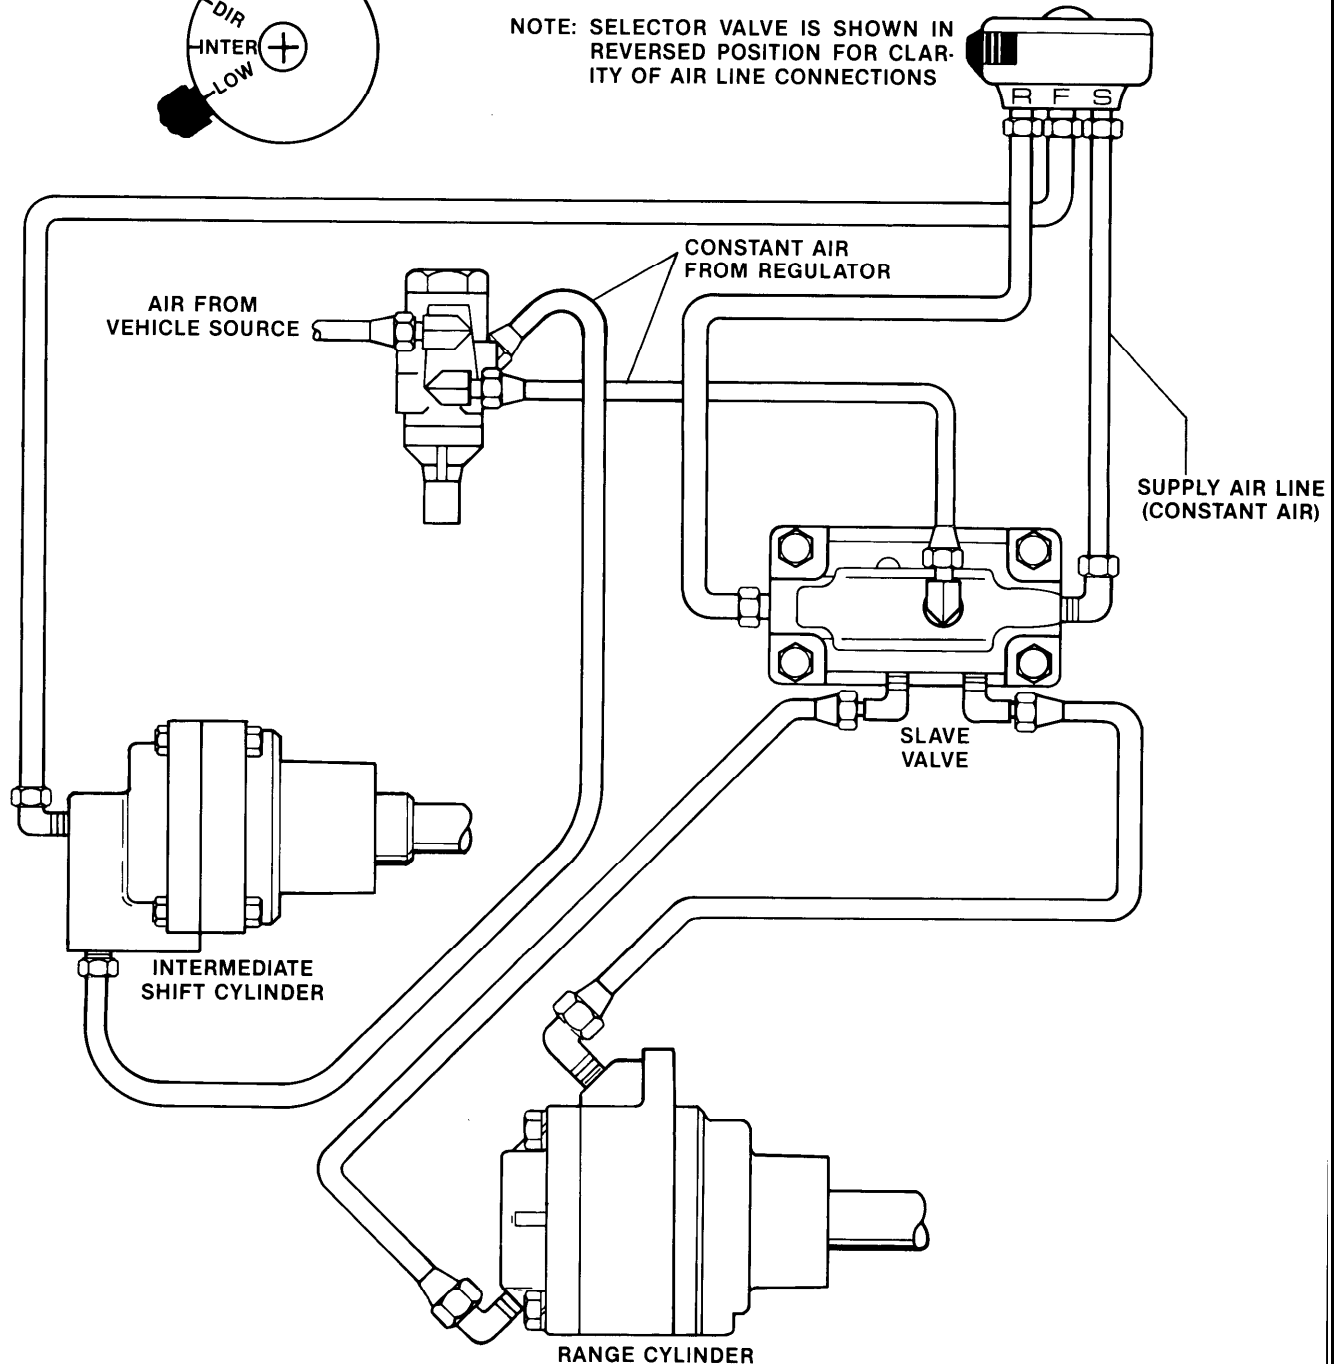 DIR
INTER
LOW
NOTE: SELECTOR VALVE IS SHOWN IN
REVERSED POSITION FOR CLAR-
ITY OF AIR LINE CONNECTIONS
R F S
CONSTANT AIR
FROM REGULATOR
AIR FROM
VEHICLE SOURCE
SUPPLY AIR LINE
(CONSTANT AIR)
SLAVE
VALVE
INTERMEDIATE
SHIFT CYLINDER
RANGE CYLINDER